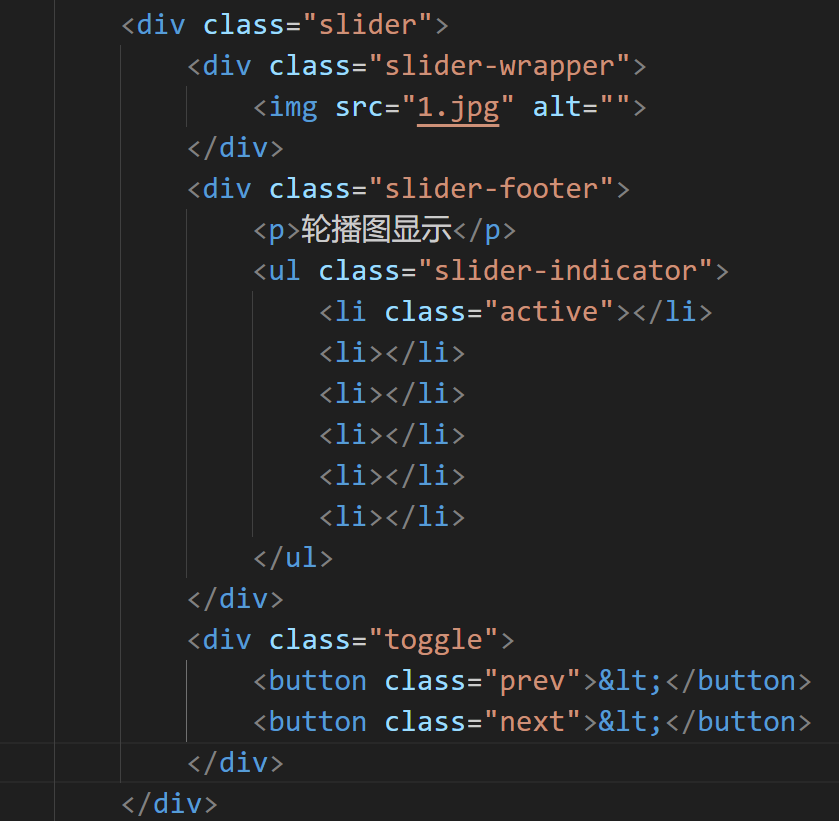 <div class="slider">
<div class="slider-wrapper">
<img src="1.jpg" alt="">
</div>
<div class="slider-footer">
<p>轮播图显示</p>
<ul class="slider-indicator">
<li class="active"></li>
<li></li>
<li></li>
<li></li>
<li></li>
<li></li>
</ul>
</div>
<div class="toggle">
<button class="prev">&lt;</button>
<button class="next">&lt;</button>
</div>
</div>